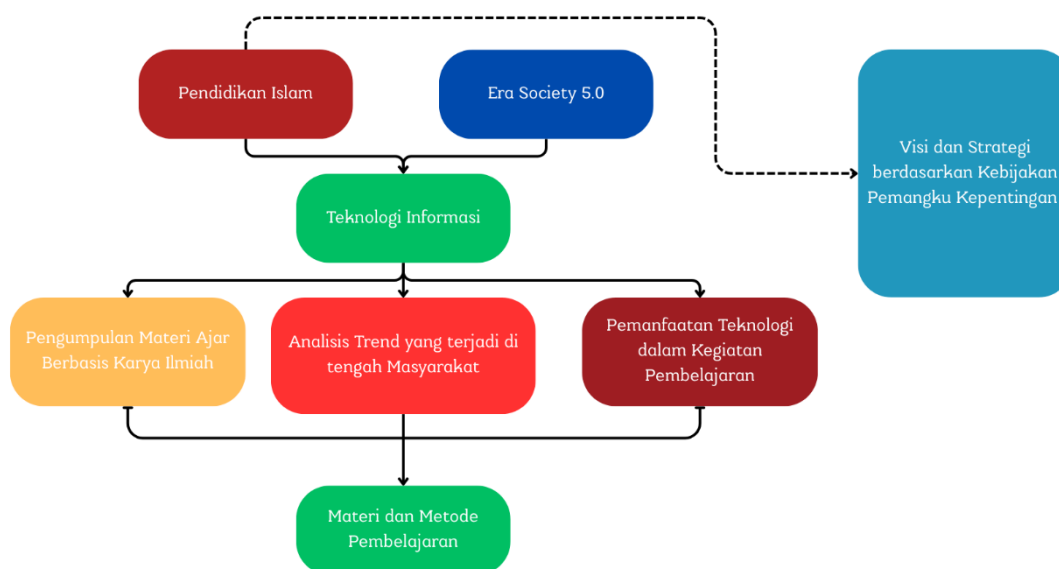 Pendidikan Islam
Era Society 5.0
Visi dan Strategi
berdasarkan Kebijakan
Pemangku Kepentingan
Teknologi Informasi
Pengumpulan Materi Ajar
Berbasis Karya Ilmiah
Analisis Trend yang terjadi di
tengah Masyarakat
Pemanfaatan Teknologi
dalam Kegiatan
Pembelajaran
Materi dan Metode
Pembelajaran